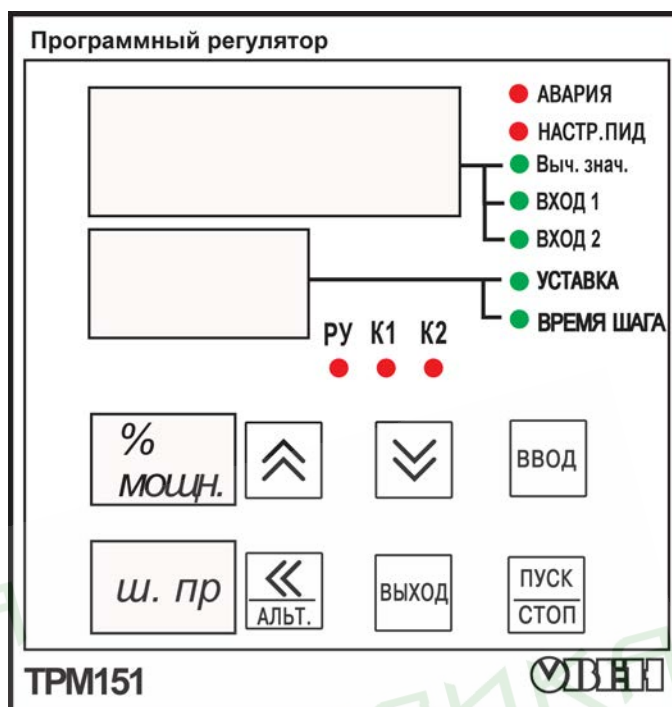 Программный регулятор
АВАРИЯ
НАСТР.ПИД
Выч. знач.
ВХОД 1
ВХОД 2
УСТАВКА
ВРЕМЯ ШАГА
РУ К1 К2
%
мощн.
ВВОД
ш. пр
АЛЬТ.
ВЫХОД
ПУСК
СТОП
ТРМ151
ОВЕН